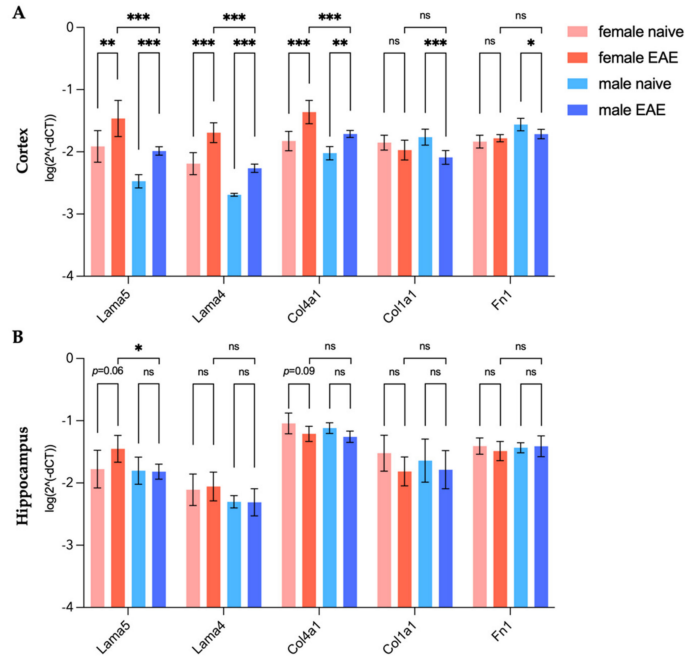 A
*** *** *** ns ns
** *** *** *** *** ** ns *** ns *
0
-1
-2
-3
-4
Cortex
log(2^(-dCT))
Lama5 Lama4 Col4a1 Col1a1 Fn1
female naive
female EAE
male naive
male EAE
B
* ns ns ns ns
p=0.06 ns ns ns p=0.09 ns ns ns ns ns
0
-1
-2
-3
-4
Hippocampus
log(2^(-dCT))
Lama5 Lama4 Col4a1 Col1a1 Fn1